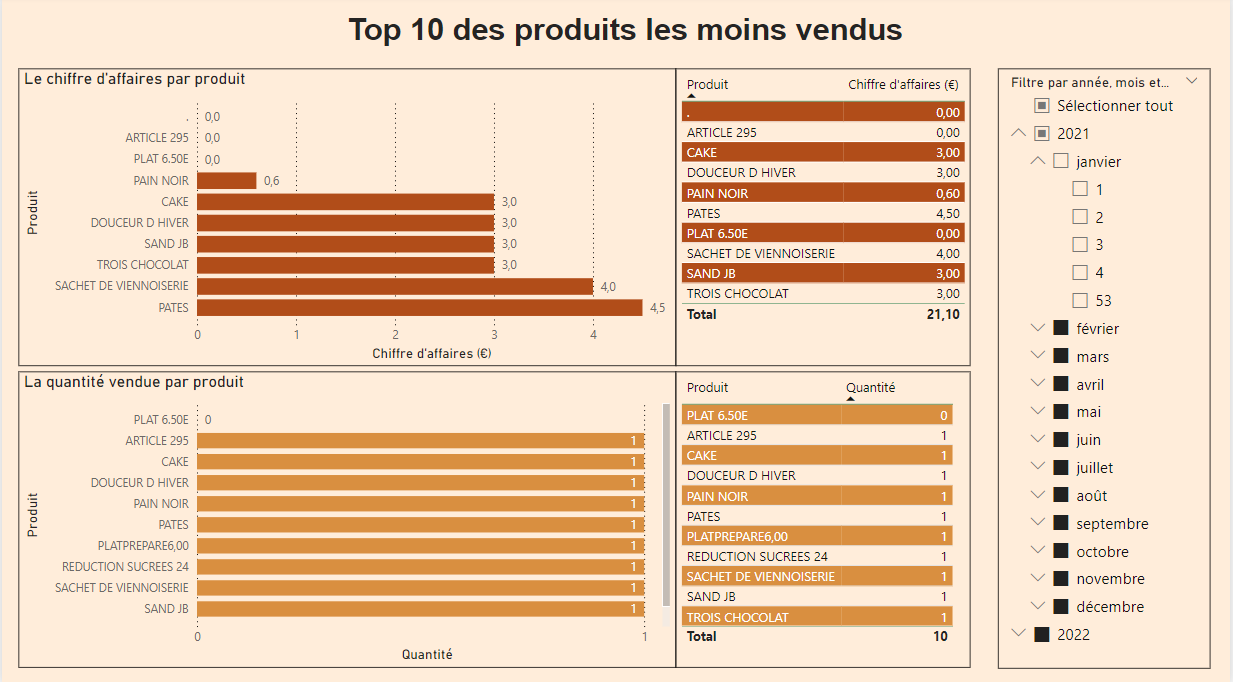 Top 10 des produits les moins vendus
Le chiffre d'affaires par produit
Produit
.
0,0
ARTICLE 295
0,0
PLAT 6.50E
0,0
PAIN NOIR
0,6
CAKE
3,0
DOUCEUR D HIVER
3,0
SAND JB
3,0
TROIS CHOCOLAT
3,0
SACHET DE VIENNOISERIE
4,0
PATES
4,5
0 1 2 3 4
Chiffre d'affaires (€)
Produit Chiffre d'affaires (€)
. 0,00
ARTICLE 295 0,00
CAKE 3,00
DOUCEUR D HIVER 3,00
PAIN NOIR 0,60
PATES 4,50
PLAT 6.50E 0,00
SACHET DE VIENNOISERIE 4,00
SAND JB 3,00
TROIS CHOCOLAT 3,00
Total 21,10
La quantité vendue par produit
Produit
PLAT 6.50E 0
ARTICLE 295 1
CAKE 1
DOUCEUR D HIVER 1
PAIN NOIR 1
PATES 1
PLATPREPARE6,00 1
REDUCTION SUCREES 24 1
SACHET DE VIENNOISERIE 1
SAND JB 1
0 1
Quantité
Produit Quantité
PLAT 6.50E 0
ARTICLE 295 1
CAKE 1
DOUCEUR D HIVER 1
PAIN NOIR 1
PATES 1
PLATPREPARE6,00 1
REDUCTION SUCREES 24 1
SACHET DE VIENNOISERIE 1
SAND JB 1
TROIS CHOCOLAT 1
Total 10
Filtre par année, mois et...
Sélectionner tout
2021
janvier
1
2
3
4
53
février
mars
avril
mai
juin
juillet
août
septembre
octobre
novembre
décembre
2022